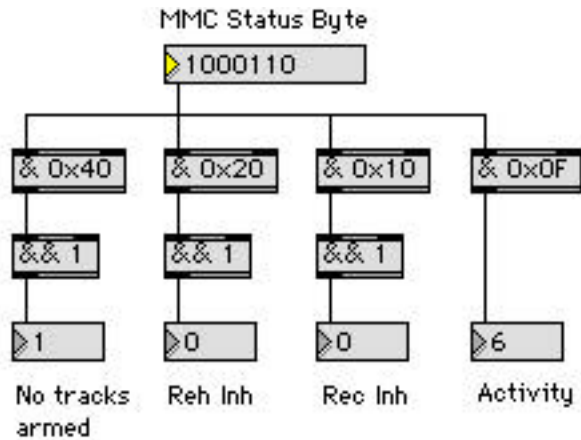 MMC Status Byte
1000110
& 0x40 & 0x20 & 0x10 & 0x0F
&& 1 && 1 && 1
1 0 0 6
No tracks armed Reh Inh Rec Inh Activity